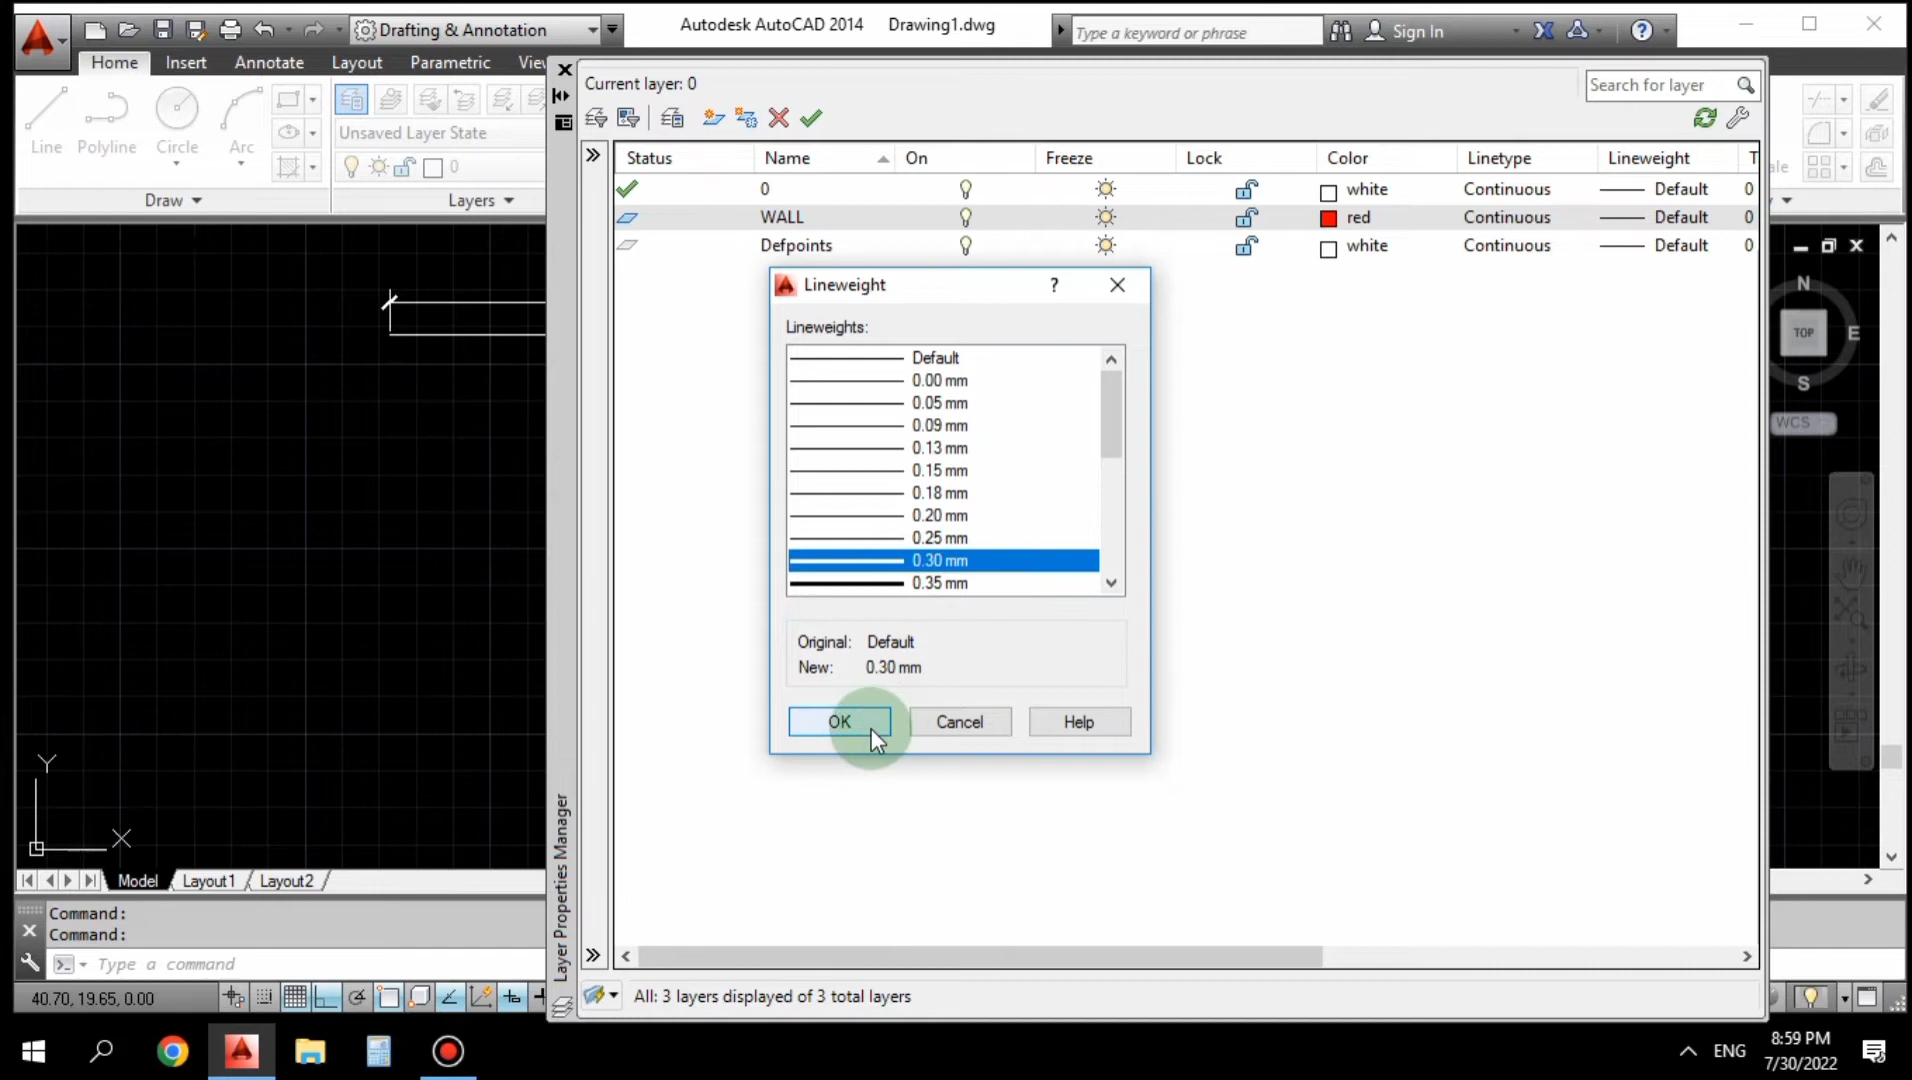 Drafting & Annotation
Autodesk AutoCAD 2014 Drawing1.dwg
Type a keyword or phrase
Sign In
Home Insert Annotate Layout Parametric
Current layer: 0
Search for layer
Unsaved Layer State
Line Polyline Circle Arc
0
Draw
Layers
Status Name On Freeze Lock Color Linetype Lineweight
0 white Continuous Default 0
WALL red Continuous Default 0
Defpoints white Continuous Default 0
Lineweight ?
Lineweights:
Default
0.00 mm
0.05 mm
0.09 mm
0.13 mm
0.15 mm
0.18 mm
0.20 mm
0.25 mm
0.30 mm
0.35 mm
Original: Default
New: 0.30 mm
OK Cancel Help
N
TOP E
S
WCS
Y
X
Model Layout1 Layout2
Layer Properties Manager
Command:
Command:
Type a command
40.70, 19.65, 0.00
All: 3 layers displayed of 3 total layers
ENG
8:59 PM
7/30/2022